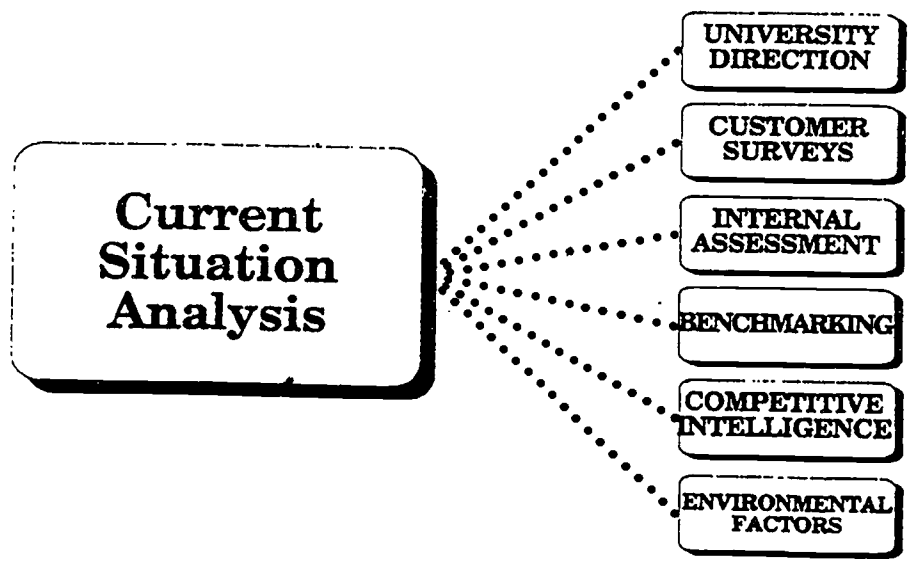 Current
Situation
Analysis
UNIVERSITY
DIRECTION
CUSTOMER
SURVEYS
INTERNAL
ASSESSMENT
BENCHMARKING
COMPETITIVE
INTELLIGENCE
ENVIRONMENTAL
FACTORS